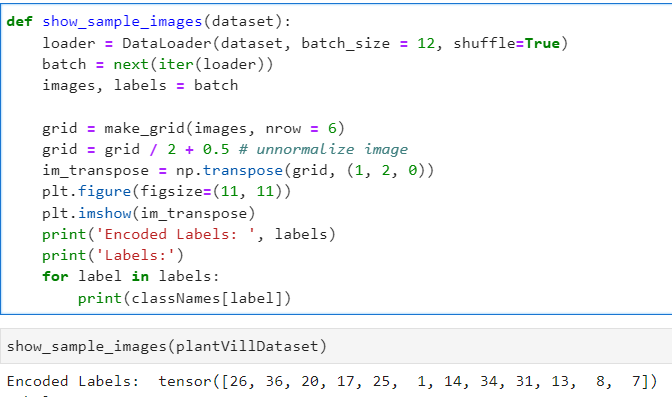 def show_sample_images(dataset):
    loader = DataLoader(dataset, batch_size = 12, shuffle=True)
    batch = next(iter(loader))
    images, labels = batch

    grid = make_grid(images, nrow = 6)
    grid = grid / 2 + 0.5 # unnormalize image
    im_transpose = np.transpose(grid, (1, 2, 0))
    plt.figure(figsize=(11, 11))
    plt.imshow(im_transpose)
    print('Encoded Labels: ', labels)
    print('Labels:')
    for label in labels:
        print(classNames[label])
show_sample_images(plantVillDataset)
Encoded Labels:  tensor([26, 36, 20, 17, 25,  1, 14, 34, 31, 13,  8,  7])